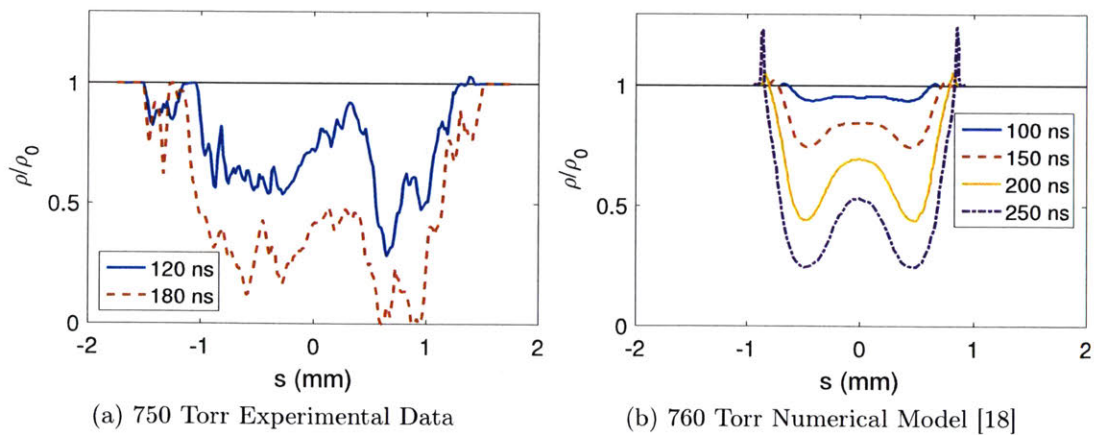 1
0.5
0
ρ/ρ0
120 ns
180 ns
-2
-1
0
1
2
s (mm)
(a) 750 Torr Experimental Data
1
0.5
0
ρ/ρ0
100 ns
150 ns
200 ns
250 ns
-2
-1
0
1
2
s (mm)
(b) 760 Torr Numerical Model [18]